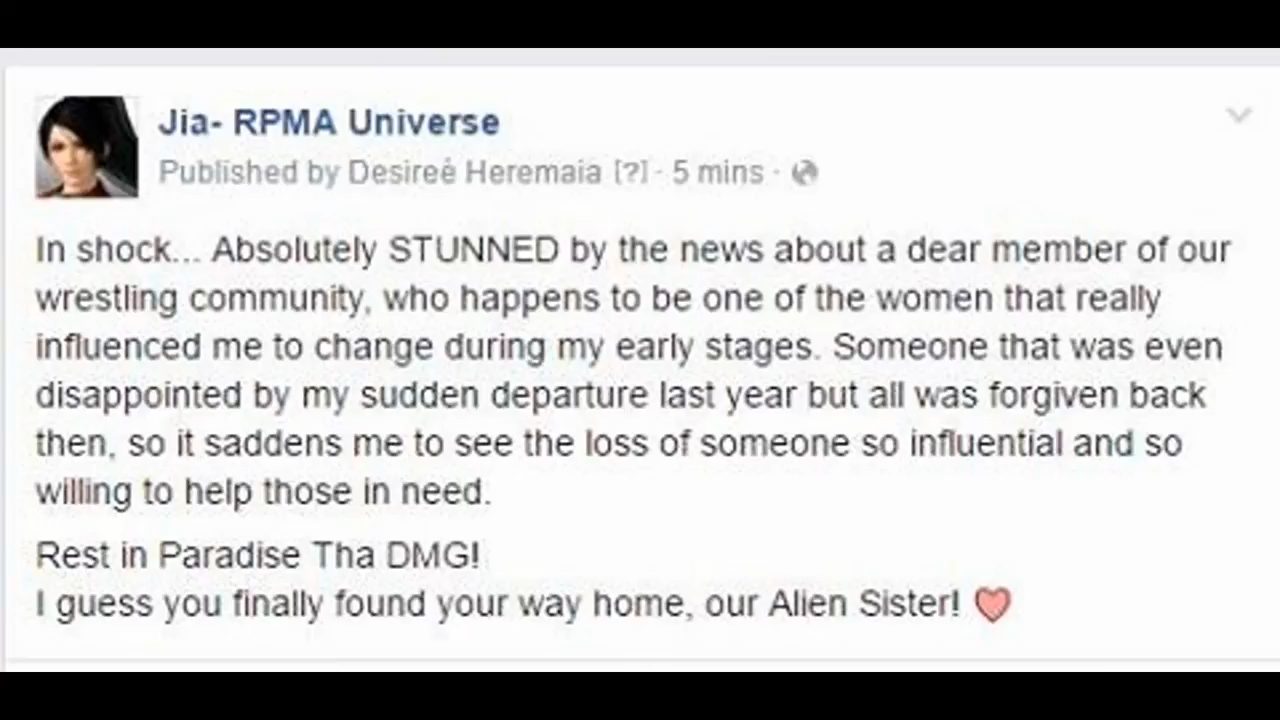 Jia- RPMA Universe
Published by Desireé Heremaia [?] · 5 mins ·
In shock... Absolutely STUNNED by the news about a dear member of our
wrestling community, who happens to be one of the women that really
influenced me to change during my early stages. Someone that was even
disappointed by my sudden departure last year but all was forgiven back
then, so it saddens me to see the loss of someone so influential and so
willing to help those in need.
Rest in Paradise Tha DMG!
I guess you finally found your way home, our Alien Sister! ❤